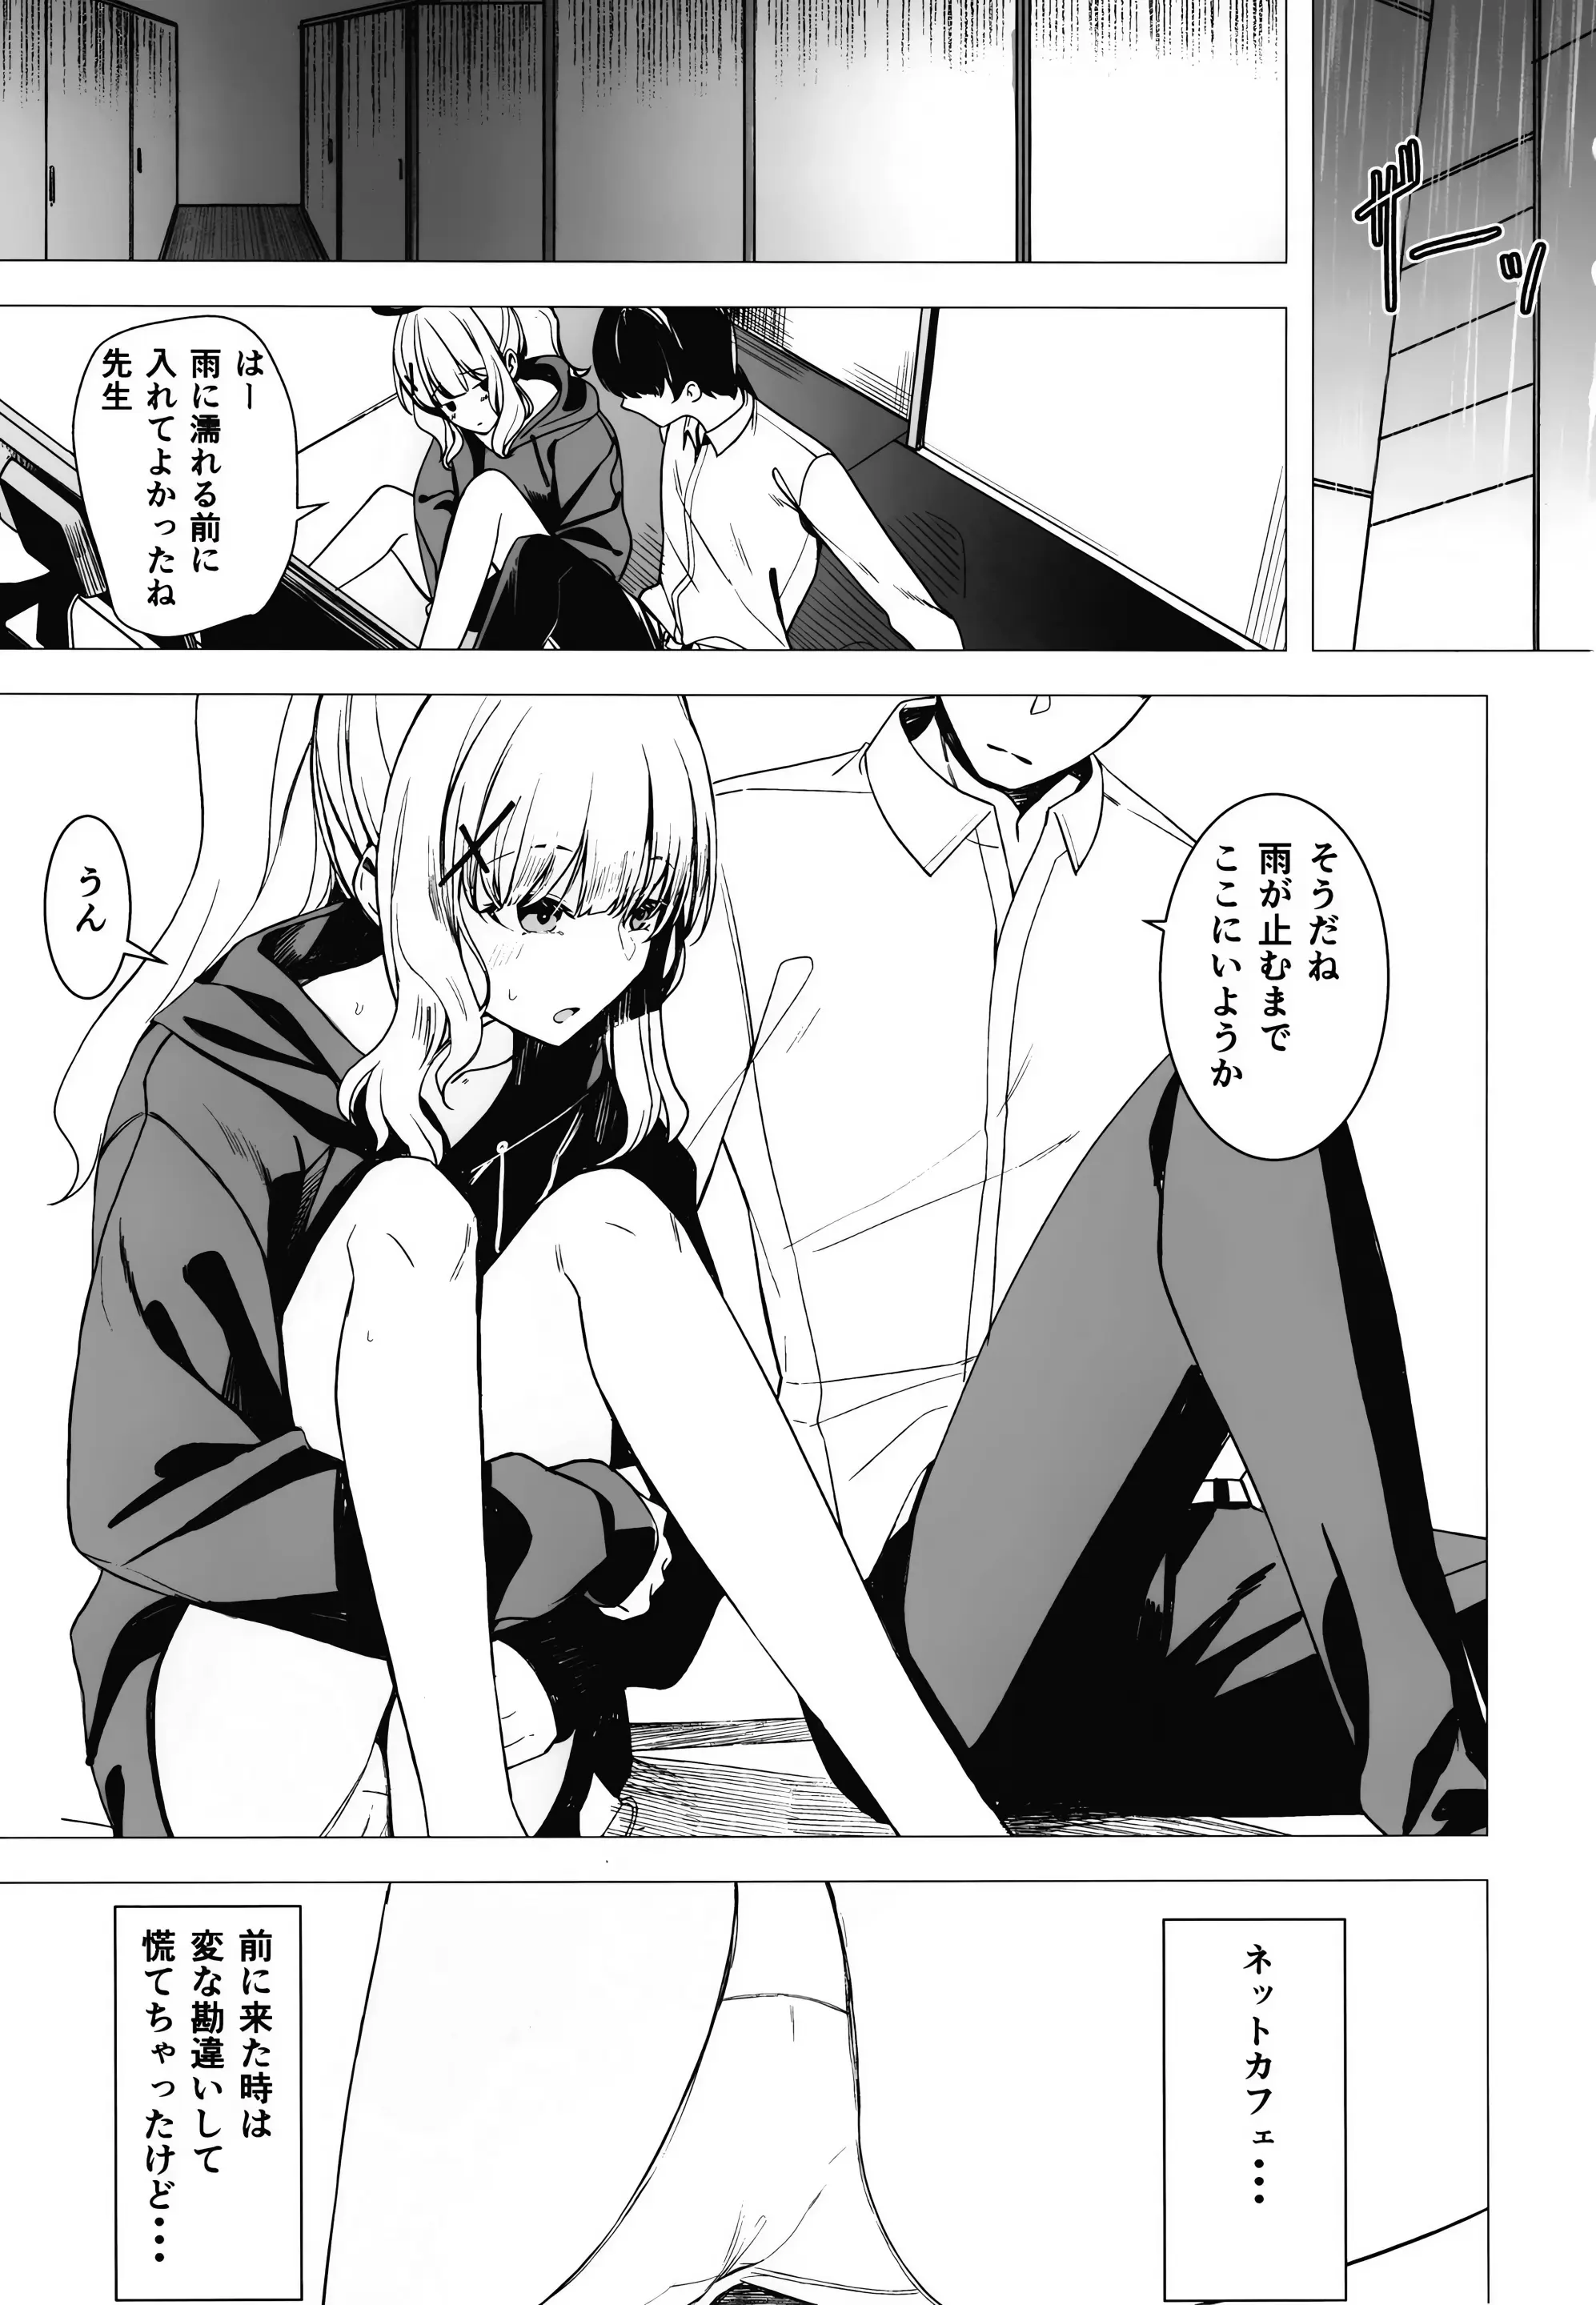 ザーッ
はー
雨に濡れる前に
入れてよかったね
先生
そうだね
雨が止むまで
ここにいようか
うん
ネットカフェ・・・
前に来た時は
変な勘違いして
慌てちゃったけど・・・